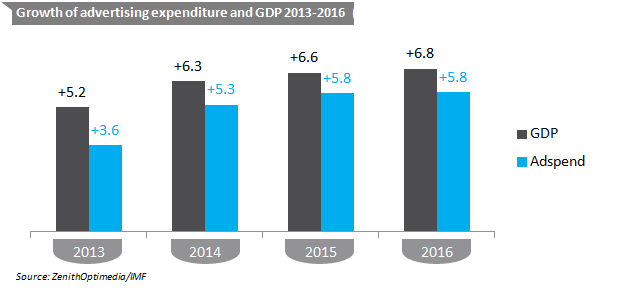 Growth of advertising expenditure and GDP 2013-2016 (
+5.2 +3.6 +6.3 +5.3 +6.6 +5.8 +6.8 +5.8
GDP
Adspend
2013 2014 2015 2016
Source: ZenithOptimedia/IMF